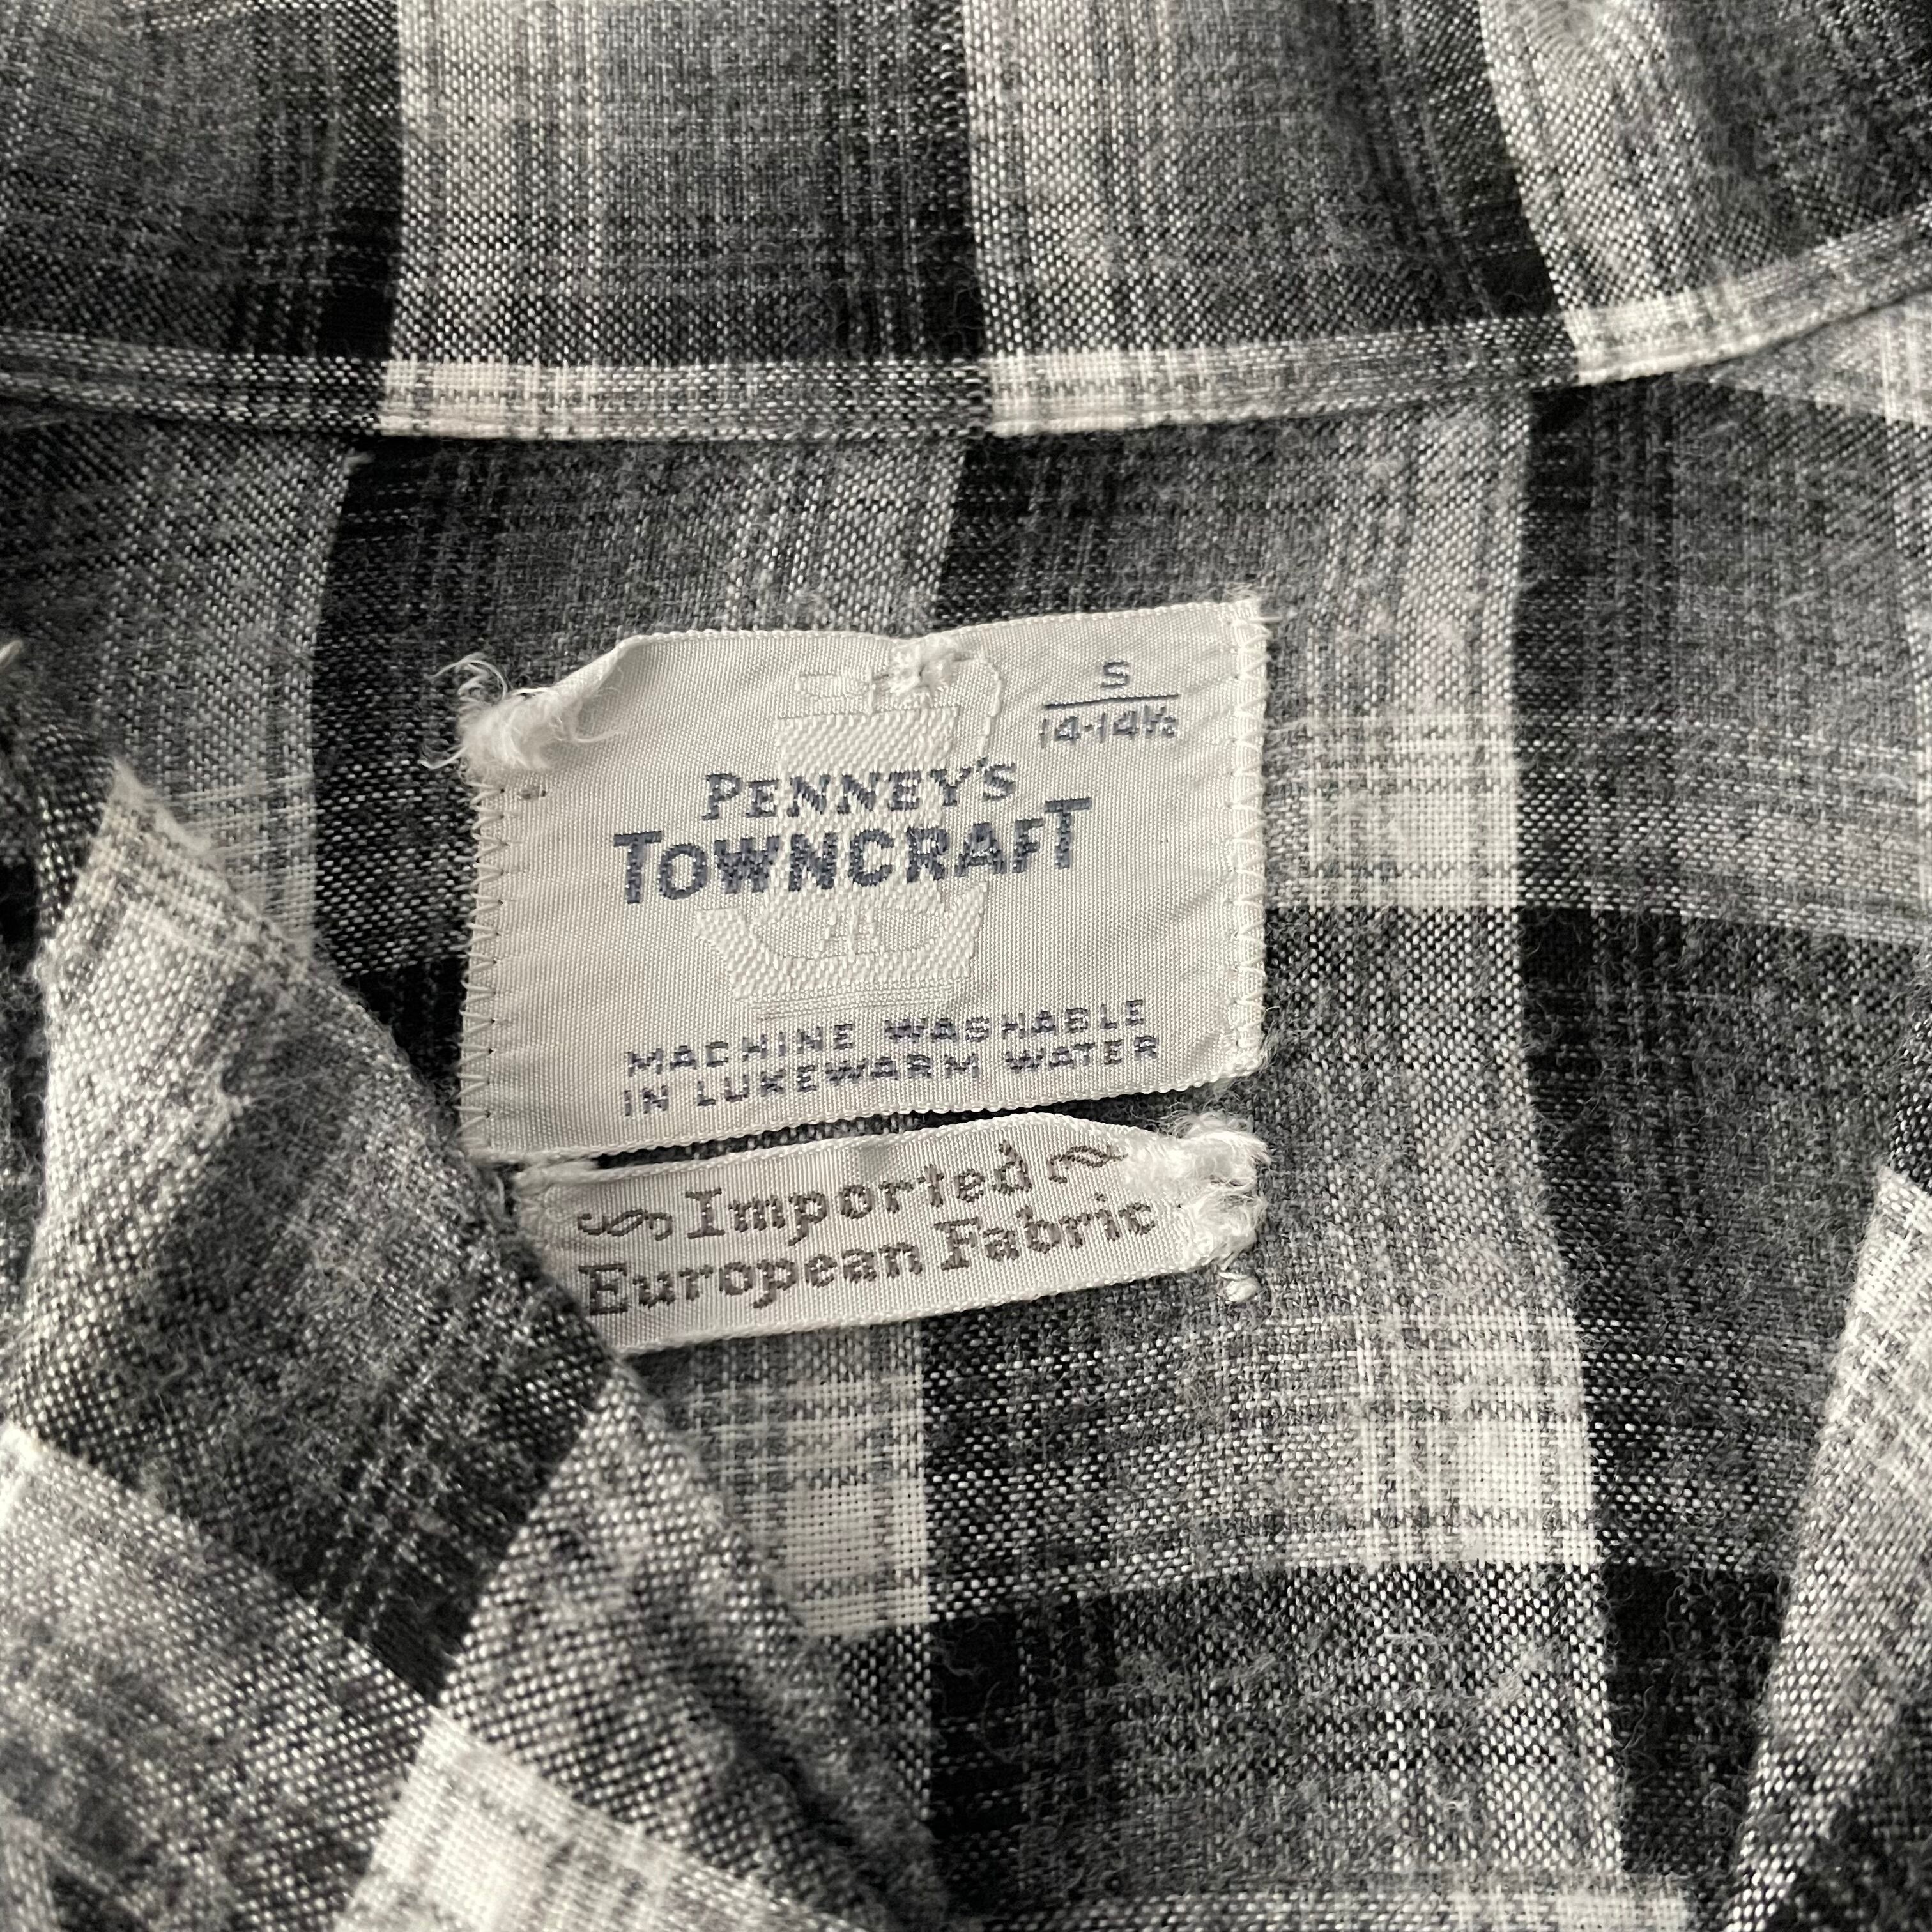 S
14-14½
PENNEY'S
TOWNCRAFT
MACHINE WASHABLE
IN LUKEWARM WATER
Imported
European Fabric